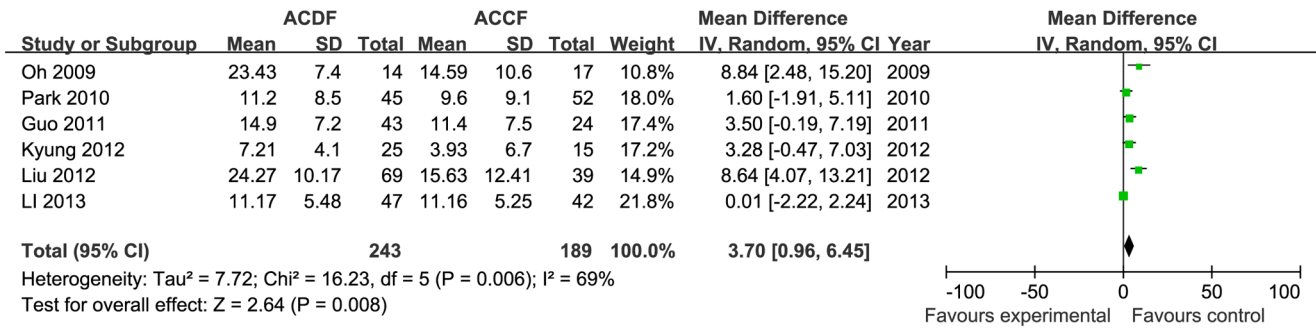 ACDF ACCF Mean Difference Mean Difference
Study or Subgroup Mean SD Total Mean SD Total Weight IV, Random, 95% CI Year IV, Random, 95% CI
Oh 2009 23.43 7.4 14 14.59 10.6 17 10.8% 8.84 [2.48, 15.20] 2009
Park 2010 11.2 8.5 45 9.6 9.1 52 18.0% 1.60 [-1.91, 5.11] 2010
Guo 2011 14.9 7.2 43 11.4 7.5 24 17.4% 3.50 [-0.19, 7.19] 2011
Kyung 2012 7.21 4.1 25 3.93 6.7 15 17.2% 3.28 [-0.47, 7.03] 2012
Liu 2012 24.27 10.17 69 15.63 12.41 39 14.9% 8.64 [4.07, 13.21] 2012
LI 2013 11.17 5.48 47 11.16 5.25 42 21.8% 0.01 [-2.22, 2.24] 2013
Total (95% CI) 243 189 100.0% 3.70 [0.96, 6.45]
Heterogeneity: Tau² = 7.72; Chi² = 16.23, df = 5 (P = 0.006); I² = 69%
Test for overall effect: Z = 2.64 (P = 0.008)
-100 -50 0 50 100
Favours experimental Favours control